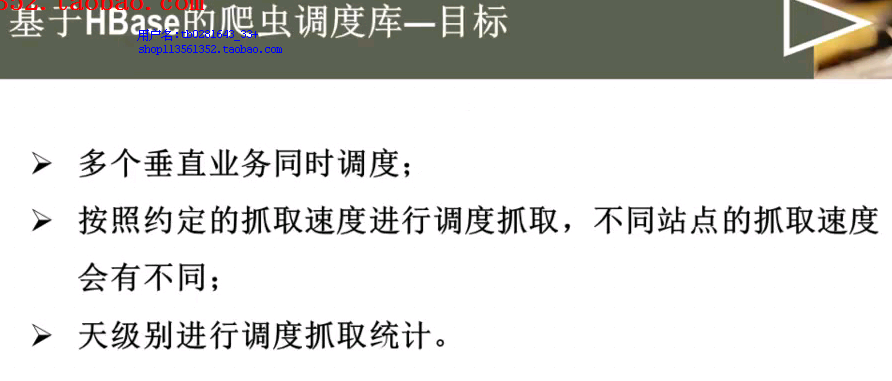 352.taobao.com
基于HBase的爬虫调度库—目标
shop113561352.taobao.com
➢ 多个垂直业务同时调度；
➢ 按照约定的抓取速度进行调度抓取，不同站点的抓取速度
会有不同；
➢ 天级别进行调度抓取统计。